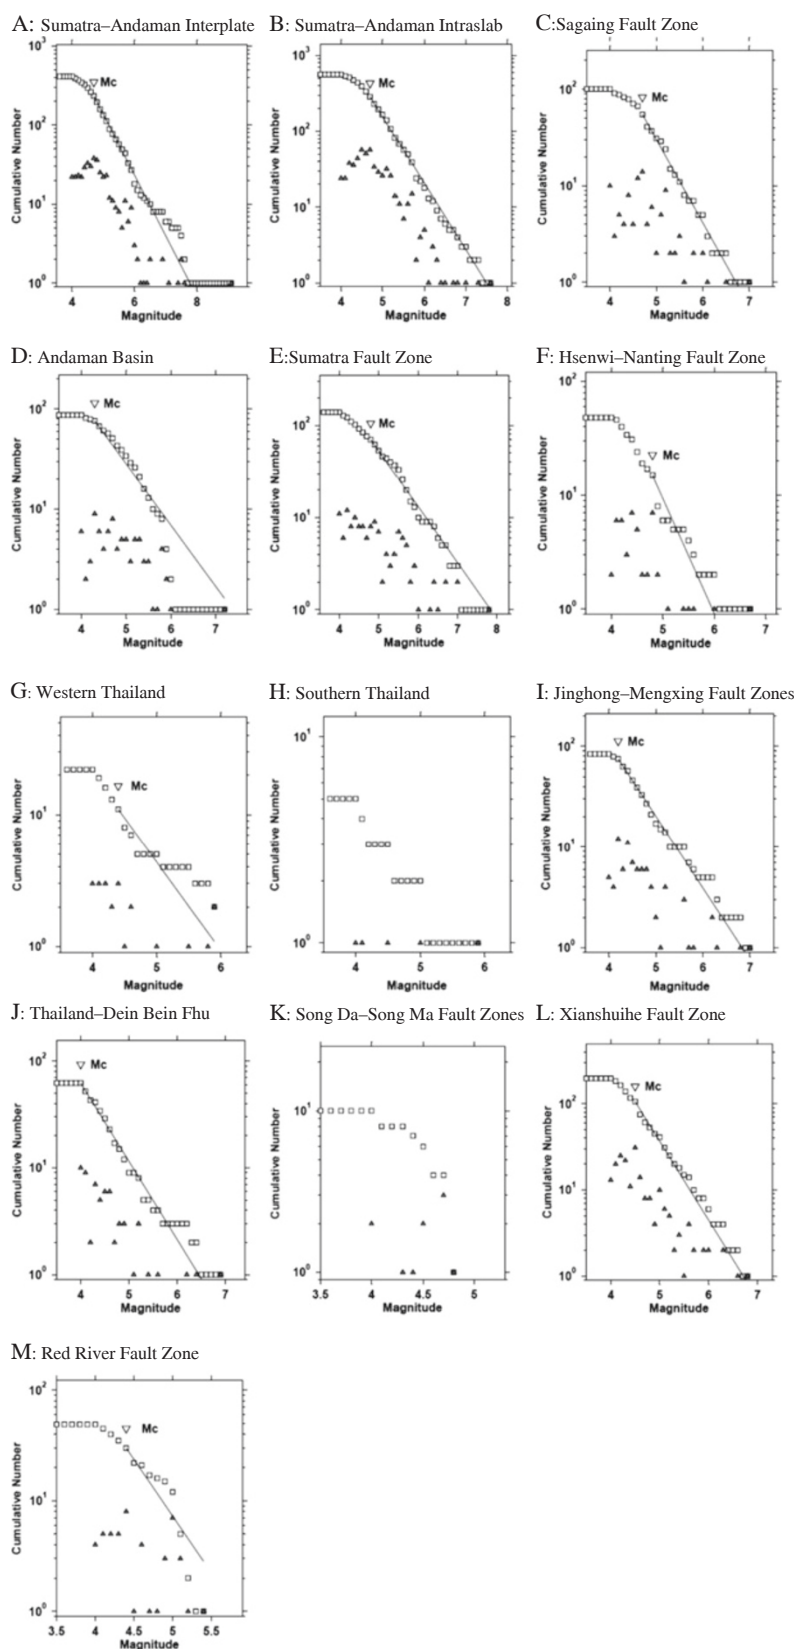 A: Sumatra–Andaman Interplate
B: Sumatra–Andaman Intraslab
C:Sagaing Fault Zone
Cumulative Number
10³
10²
10¹
10⁰
Mc
4 6 8
Magnitude
Cumulative Number
10³
10²
10¹
10⁰
Mc
4 5 6 7 8
Magnitude
Cumulative Number
10²
10¹
10⁰
Mc
4 5 6 7
Magnitude
D: Andaman Basin
E:Sumatra Fault Zone
F: Hsenwi–Nanting Fault Zone
Cumulative Number
10²
10¹
10⁰
Mc
4 5 6 7
Magnitude
Cumulative Number
10²
10¹
10⁰
Mc
4 5 6 7 8
Magnitude
Cumulative Number
10²
10¹
10⁰
Mc
4 5 6 7
Magnitude
G: Western Thailand
H: Southern Thailand
I: Jinghong–Mengxing Fault Zones
Cumulative Number
10¹
10⁰
Mc
4 5 6
Magnitude
Cumulative Number
10¹
10⁰
4 5 6
Magnitude
Cumulative Number
10²
10¹
10⁰
Mc
4 5 6 7
Magnitude
J: Thailand–Dein Bein Fhu
K: Song Da–Song Ma Fault Zones
L: Xianshuihe Fault Zone
Cumulative Number
10²
10¹
10⁰
Mc
4 5 6 7
Magnitude
Cumulative Number
10¹
10⁰
3.5 4 4.5 5
Magnitude
Cumulative Number
10²
10¹
10⁰
Mc
4 5 6 7
Magnitude
M: Red River Fault Zone
Cumulative Number
10²
10¹
10⁰
Mc
3.5 4 4.5 5 5.5
Magnitude